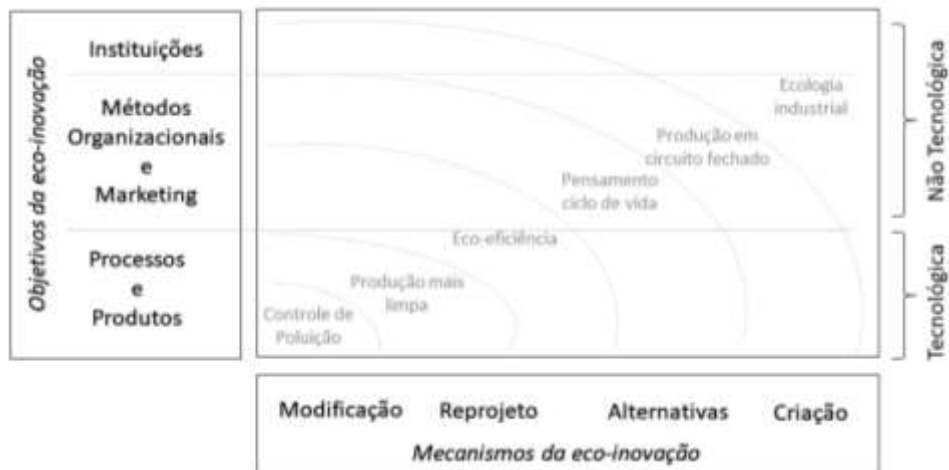 Objetivos da eco-inovação
Instituições
Métodos
Organizacionais
e
Marketing
Processos
e
Produtos
Ecologia
industrial
Produção em
circuito fechado
Pensamento
ciclo de vida
Eco-eficiência
Produção mais
limpa
Controle de
Poluição
Não Tecnológica
Tecnológica
Modificação Reprojeto Alternativas Criação
Mecanismos da eco-inovação